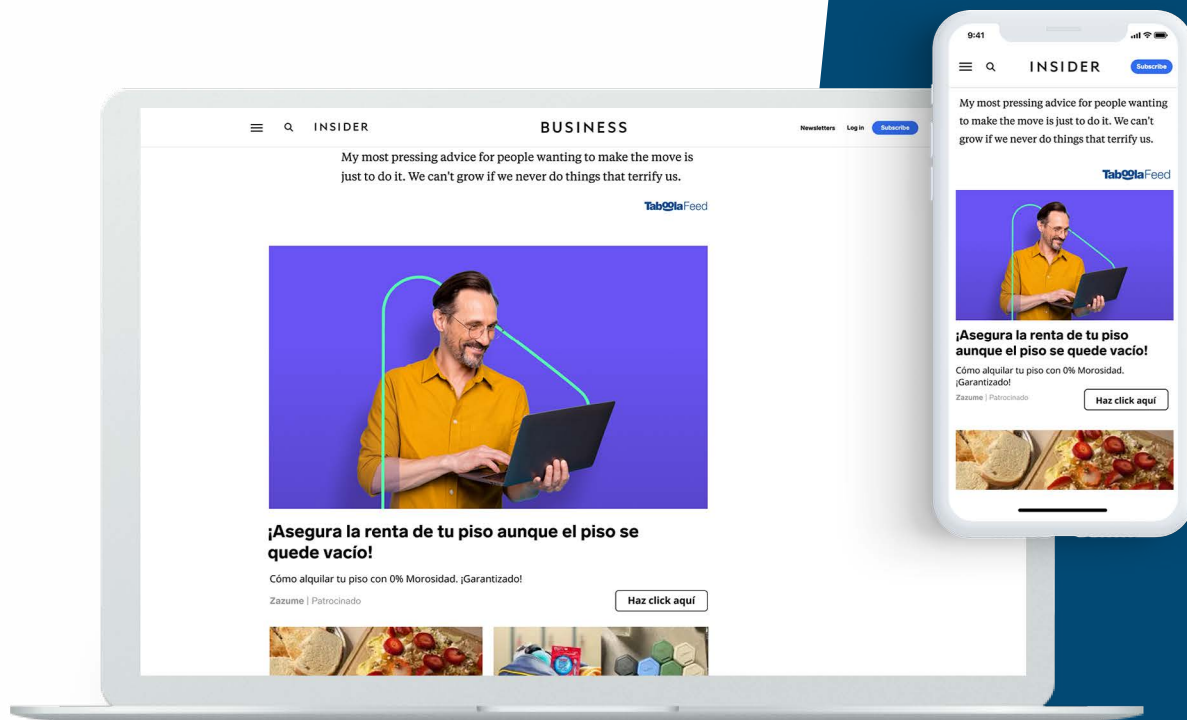 INSIDER
BUSINESS
Newsletters Log in Subscribe
My most pressing advice for people wanting to make the move is
just to do it. We can't grow if we never do things that terrify us.
Taboola Feed
¡Asegura la renta de tu piso aunque el piso se
quede vacío!
Cómo alquilar tu piso con 0% Morosidad. ¡Garantizado!
Zazume | Patrocinado
Haz click aquí
9:41
INSIDER
Subscribe
My most pressing advice for people wanting
to make the move is just to do it. We can't
grow if we never do things that terrify us.
Taboola Feed
¡Asegura la renta de tu piso
aunque el piso se quede vacío!
Cómo alquilar tu piso con 0% Morosidad.
¡Garantizado!
Zazume | Patrocinado
Haz click aquí